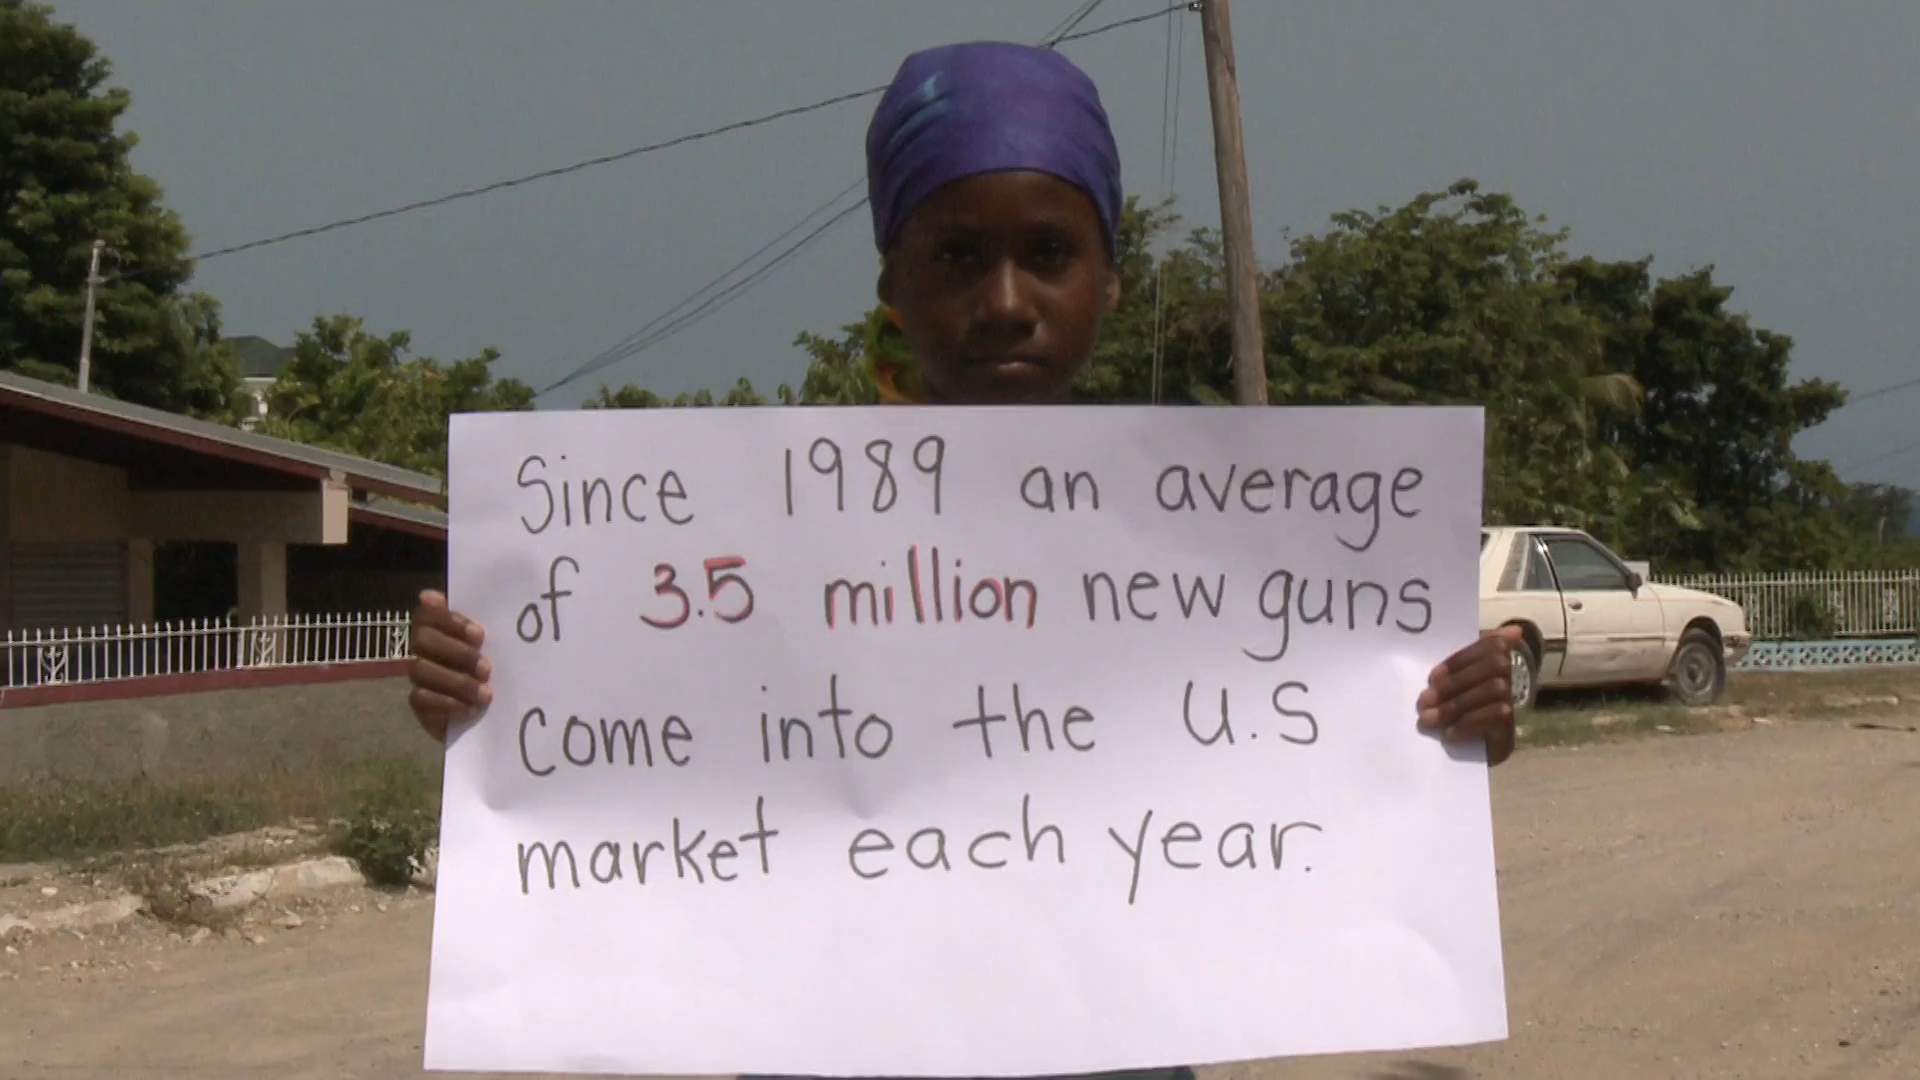 Since 1989 an average
of 3.5 million new guns
come into the U.S
market each year.